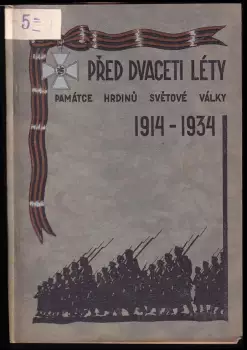 5=
PŘED DVACETI LÉTY
PAMÁTCE HRDINŮ SVĚTOVÉ VÁLKY
1914-1934